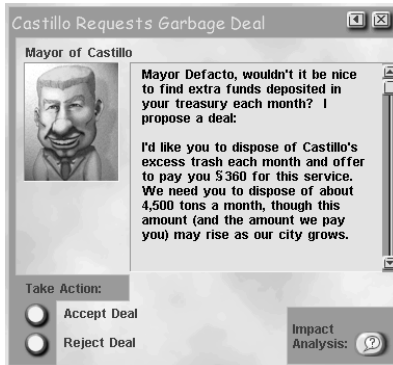 Castillo Requests Garbage Deal
Mayor of Castillo
Mayor Defacto, wouldn't it be nice
to find extra funds deposited in
your treasury each month? I
propose a deal:
I'd like you to dispose of Castillo's
excess trash each month and offer
to pay you §360 for this service.
We need you to dispose of about
4,500 tons a month, though this
amount (and the amount we pay
you) may rise as our city grows.
Take Action:
Accept Deal
Reject Deal
Impact
Analysis: ?